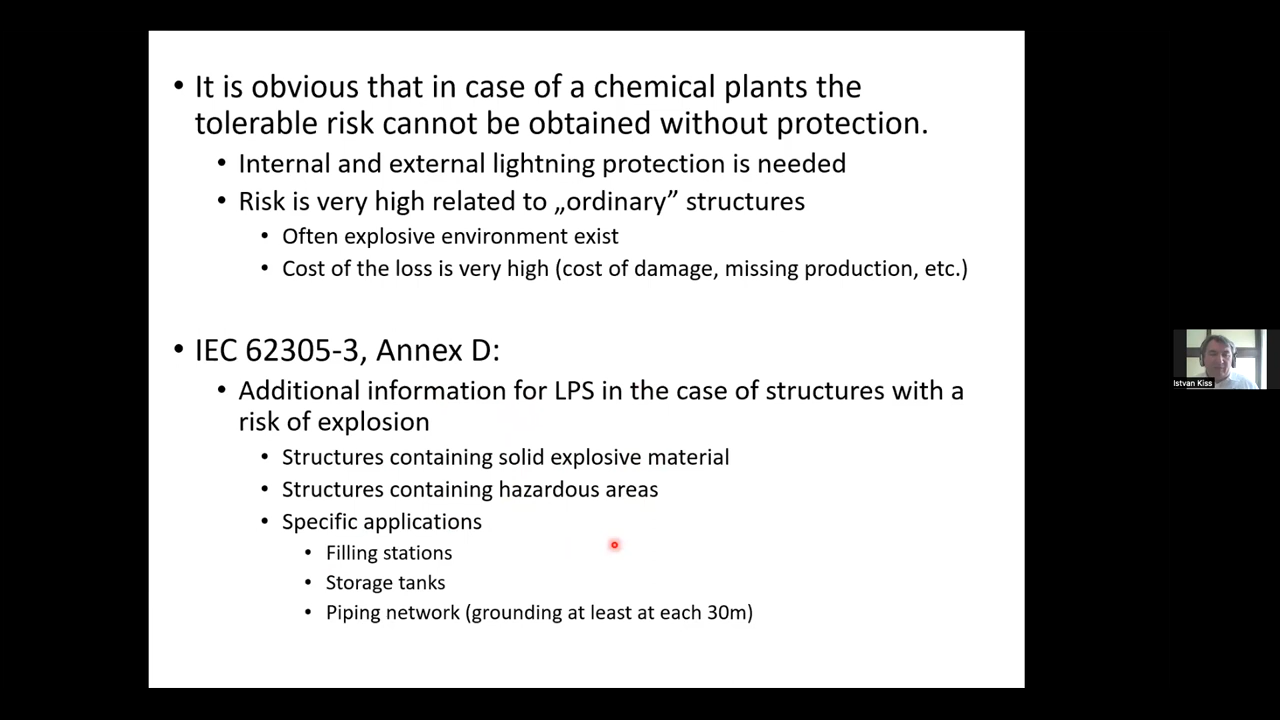 • It is obvious that in case of a chemical plants the
tolerable risk cannot be obtained without protection.
• Internal and external lightning protection is needed
• Risk is very high related to „ordinary” structures
• Often explosive environment exist
• Cost of the loss is very high (cost of damage, missing production, etc.)
• IEC 62305-3, Annex D:
• Additional information for LPS in the case of structures with a
risk of explosion
• Structures containing solid explosive material
• Structures containing hazardous areas
• Specific applications
• Filling stations
• Storage tanks
• Piping network (grounding at least at each 30m)
Istvan Kiss